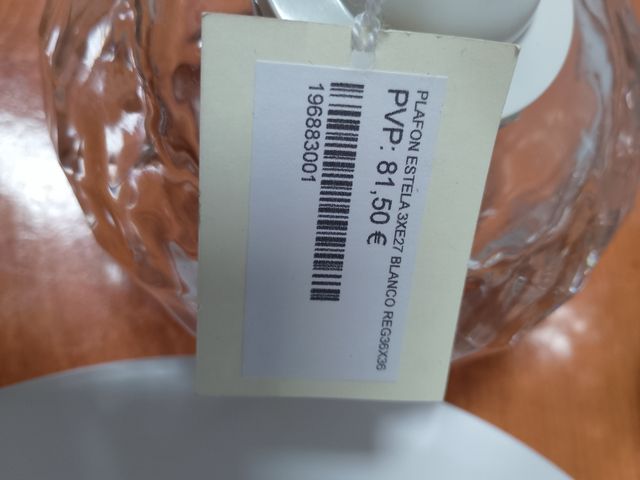 PLAFON ESTELA 3XE27 BLANCO REG36X36
PVP: 81,50 €
196883001